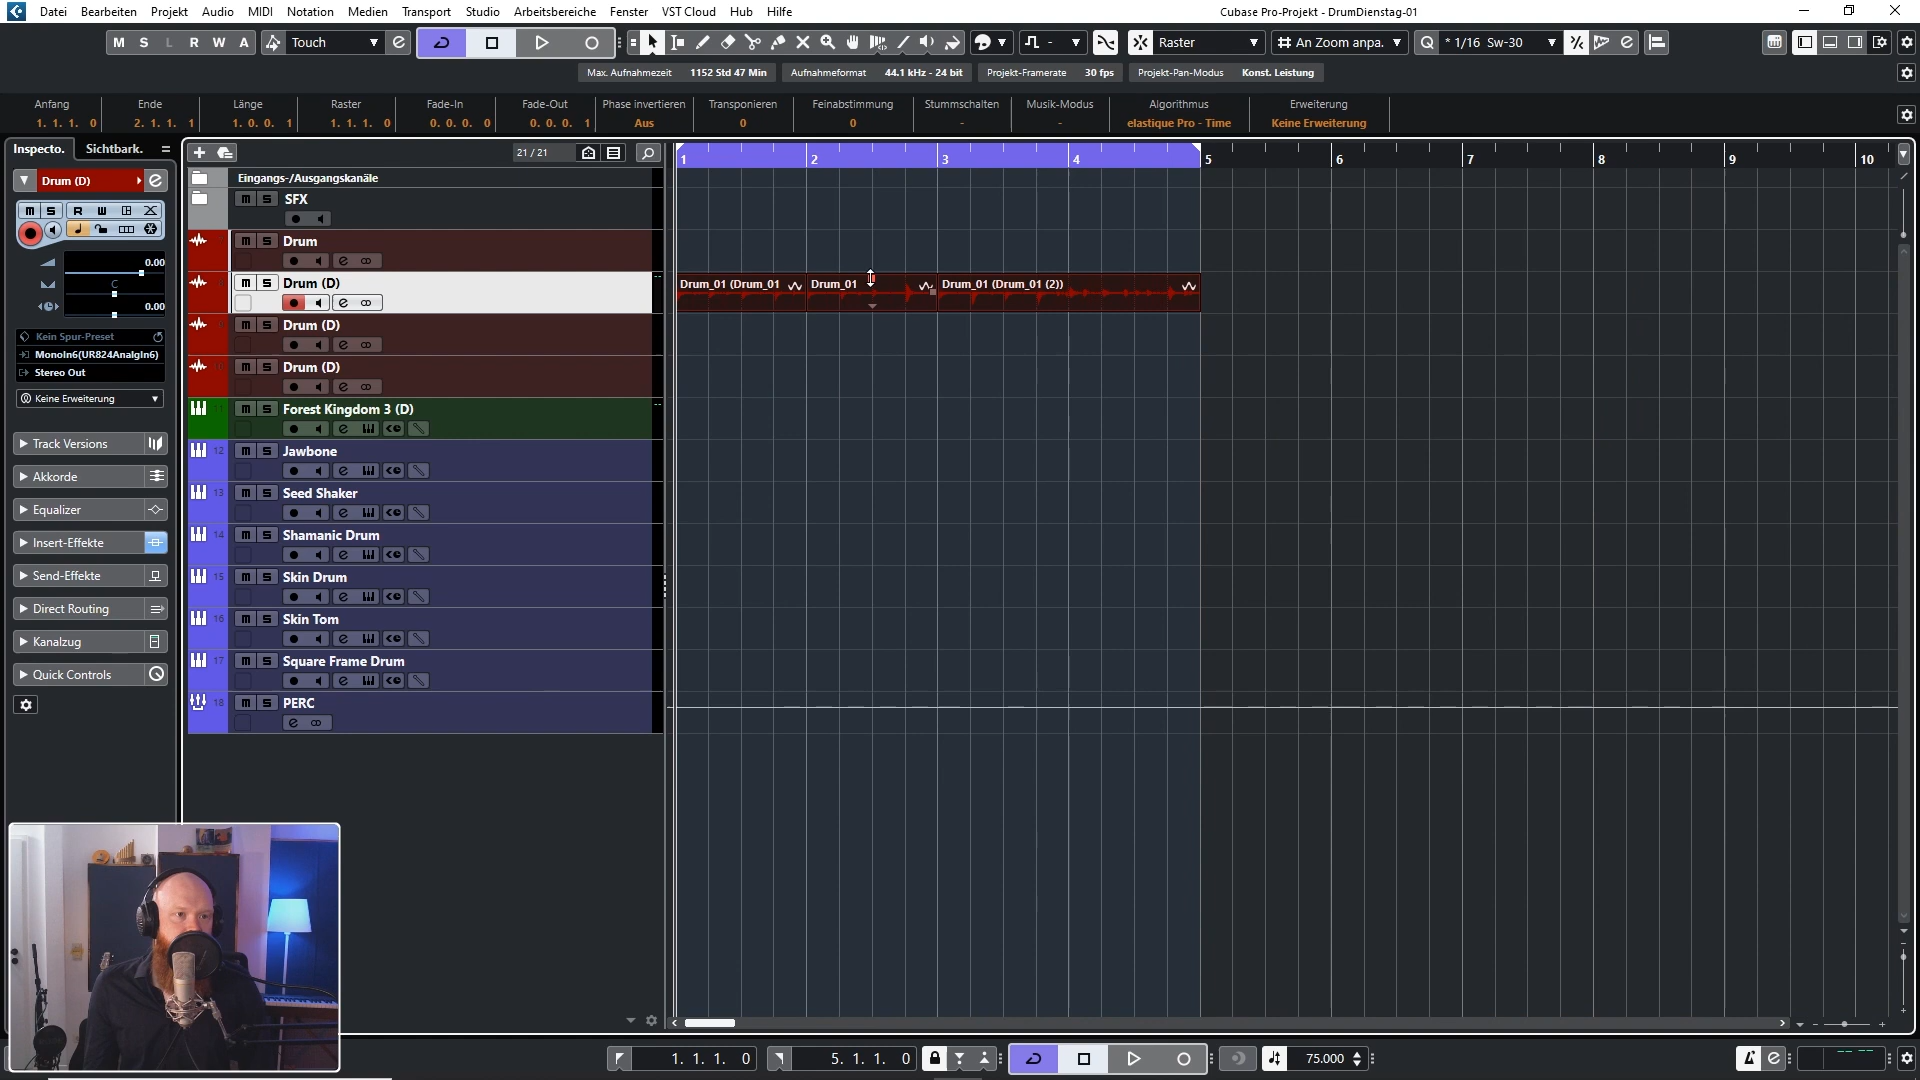 Datei Bearbeiten Projekt Audio MIDI Notation Medien Transport Studio Arbeitsbereiche Fenster VST Cloud Hub Hilfe Cubase Pro-Projekt - DrumDienstag-01
M S L R W A Touch Raster An Zoom anpa. Q * 1/16 Sw-30
Max. Aufnahmezeit 1152 Std 47 Min Aufnahmeformat 44.1 kHz - 24 bit Projekt-Framerate 30 fps Projekt-Pan-Modus Konst. Leistung
Anfang Ende Länge Raster Fade-In Fade-Out Phase invertieren Transponieren Feinabstimmung Stummschalten Musik-Modus Algorithmus Erweiterung
1. 1. 1. 0 2. 1. 1. 1 1. 0. 0. 1 1. 1. 1. 0 0. 0. 0. 0 0. 0. 0. 1 Aus 0 0 - - elastique Pro - Time Keine Erweiterung
Inspecto. Sichtbark. 21 / 21 1 2 3 4 5 6 7 8 9 10
Drum (D)
m S R W
0.00
C
0.00
Kein Spur-Preset
MonoIn6(UR824AnalgIn6)
Stereo Out
Keine Erweiterung
Track Versions
Akkorde
Equalizer
Insert-Effekte
Send-Effekte
Direct Routing
Kanalzug
Quick Controls
Eingangs-/Ausgangskanäle
m S SFX
m S Drum
m S Drum (D)
m S Drum (D)
m S Drum (D)
11 m S Forest Kingdom 3 (D)
12 m S Jawbone
13 m S Seed Shaker
14 m S Shamanic Drum
15 m S Skin Drum
16 m S Skin Tom
17 m S Square Frame Drum
18 m S PERC
Drum_01 (Drum_01 Drum_01 Drum_01 (Drum_01 (2))
1. 1. 1. 0 5. 1. 1. 0 75.000